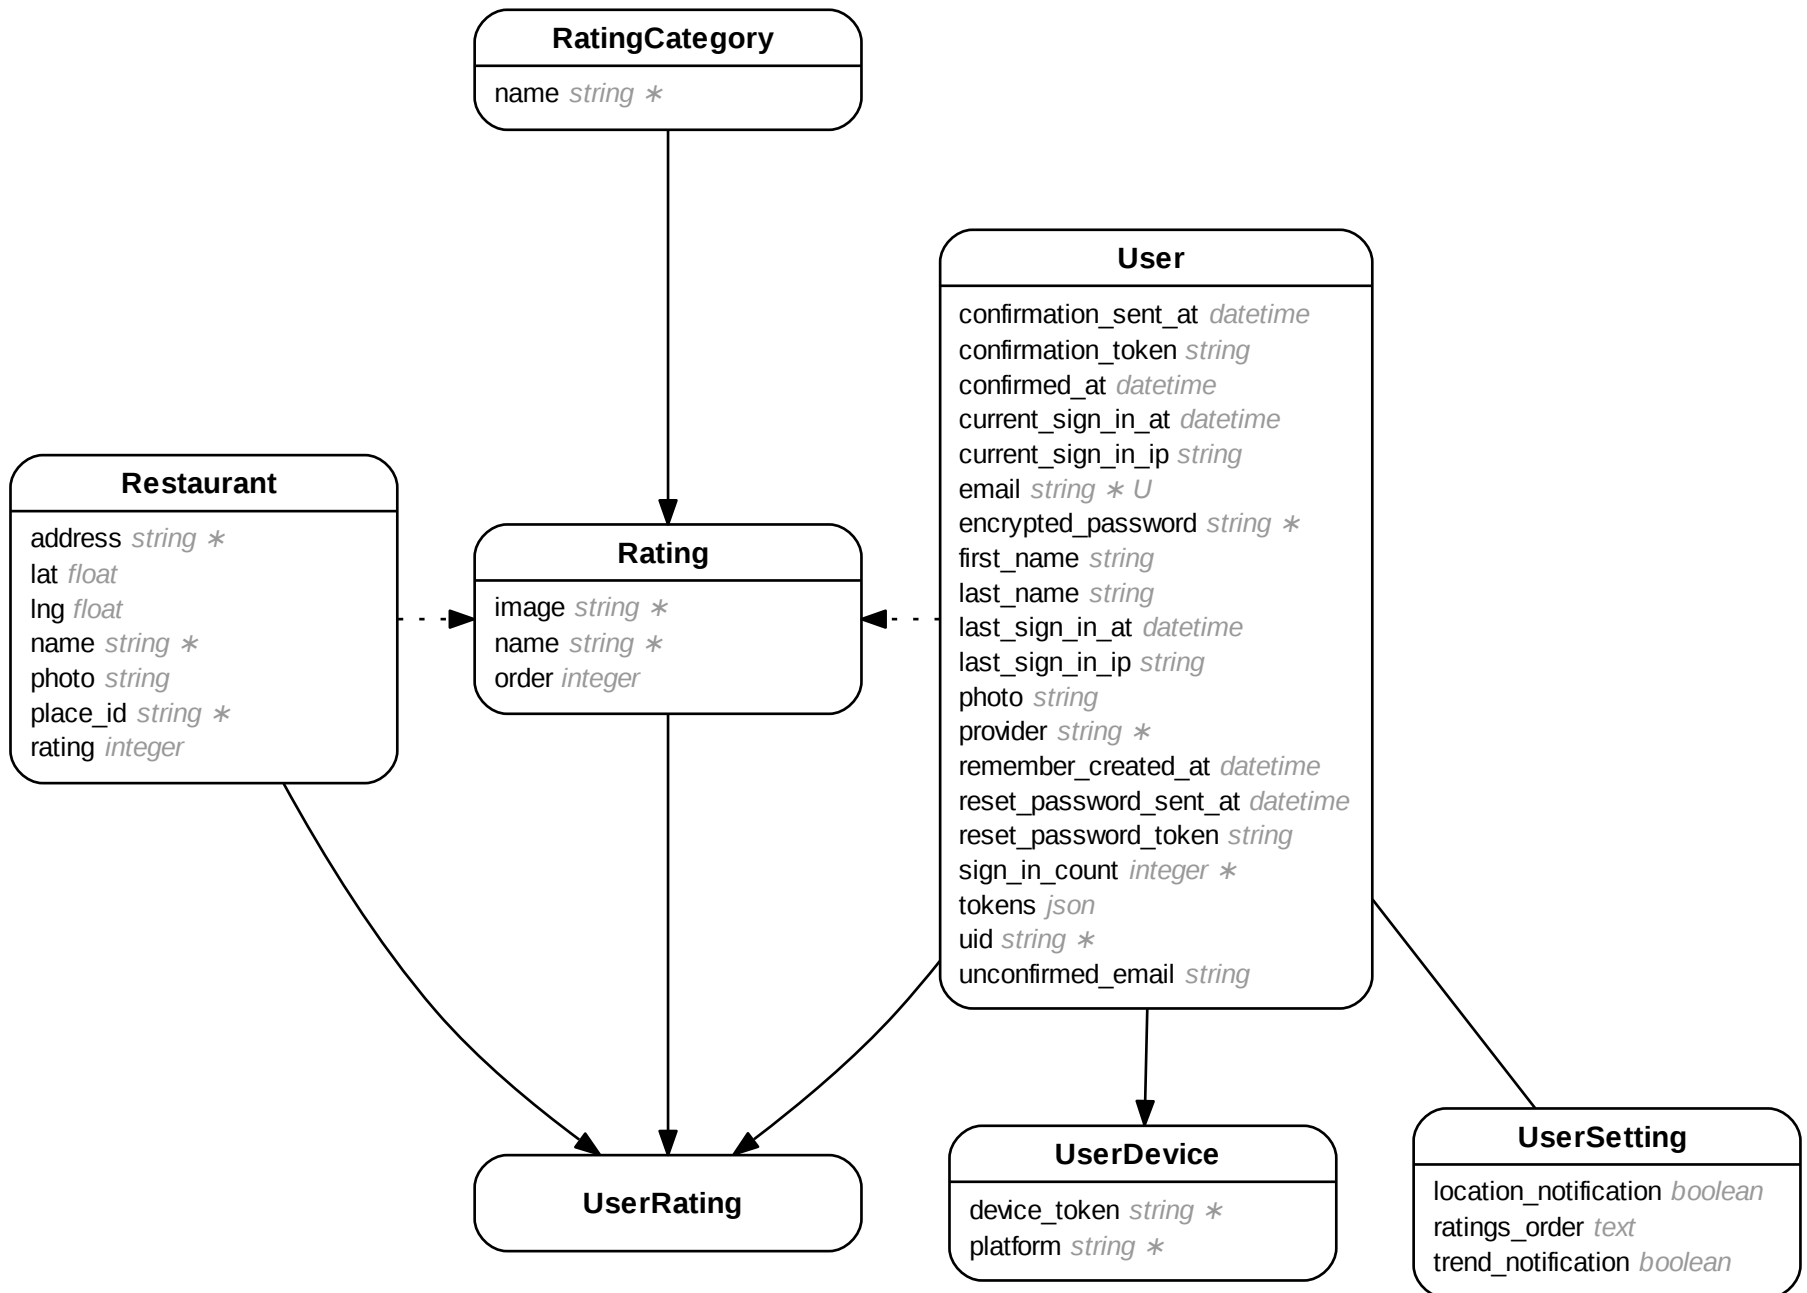 RatingCategory
name string ∗
User
confirmation_sent_at datetime
confirmation_token string
confirmed_at datetime
current_sign_in_at datetime
current_sign_in_ip string
email string ∗ U
encrypted_password string ∗
first_name string
last_name string
last_sign_in_at datetime
last_sign_in_ip string
photo string
provider string ∗
remember_created_at datetime
reset_password_sent_at datetime
reset_password_token string
sign_in_count integer ∗
tokens json
uid string ∗
unconfirmed_email string
Restaurant
address string ∗
lat float
lng float
name string ∗
photo string
place_id string ∗
rating integer
Rating
image string ∗
name string ∗
order integer
UserRating
UserDevice
device_token string ∗
platform string ∗
UserSetting
location_notification boolean
ratings_order text
trend_notification boolean